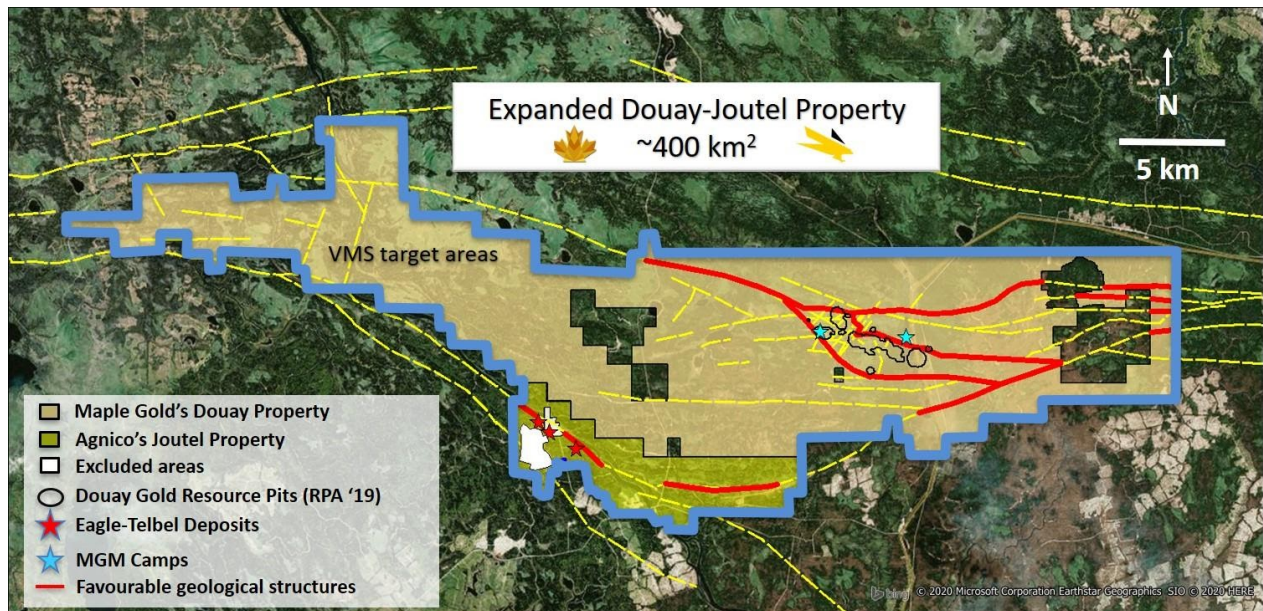 Expanded Douay-Joutel Property
~400 km²
N
5 km
VMS target areas
Maple Gold's Douay Property
Agnico's Joutel Property
Excluded areas
Douay Gold Resource Pits (RPA '19)
Eagle-Telbel Deposits
MGM Camps
Favourable geological structures
bing © 2020 Microsoft Corporation Earthstar Geographics SIO © 2020 HERE